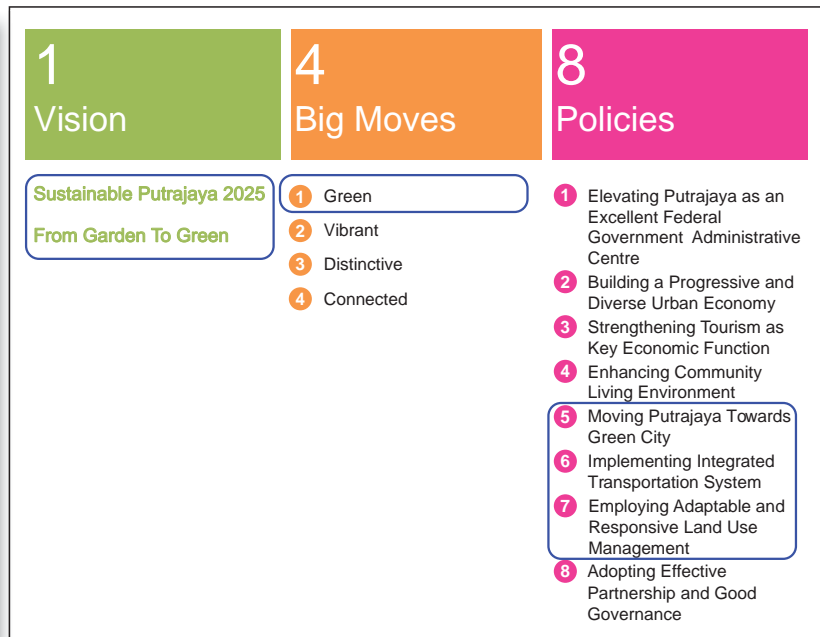 1
Vision
Sustainable Putrajaya 2025
From Garden To Green
4
Big Moves
1 Green
2 Vibrant
3 Distinctive
4 Connected
8
Policies
1 Elevating Putrajaya as an
Excellent Federal
Government Administrative
Centre
2 Building a Progressive and
Diverse Urban Economy
3 Strengthening Tourism as
Key Economic Function
4 Enhancing Community
Living Environment
5 Moving Putrajaya Towards
Green City
6 Implementing Integrated
Transportation System
7 Employing Adaptable and
Responsive Land Use
Management
8 Adopting Effective
Partnership and Good
Governance